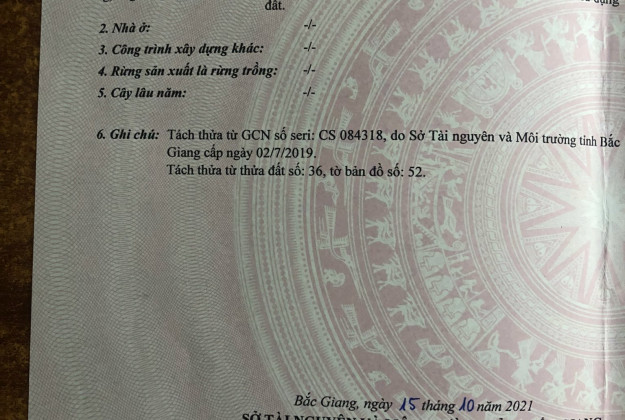 đất.
2. Nhà ở: -/-
3. Công trình xây dựng khác: -/-
4. Rừng sản xuất là rừng trồng: -/-
5. Cây lâu năm: -/-
6. Ghi chú: Tách thửa từ GCN số seri: CS 084318, do Sở Tài nguyên và Môi trường tỉnh Bắc
Giang cấp ngày 02/7/2019.
Tách thửa từ thửa đất số: 36, tờ bản đồ số: 52.
Bắc Giang, ngày 15 tháng 10 năm 2021